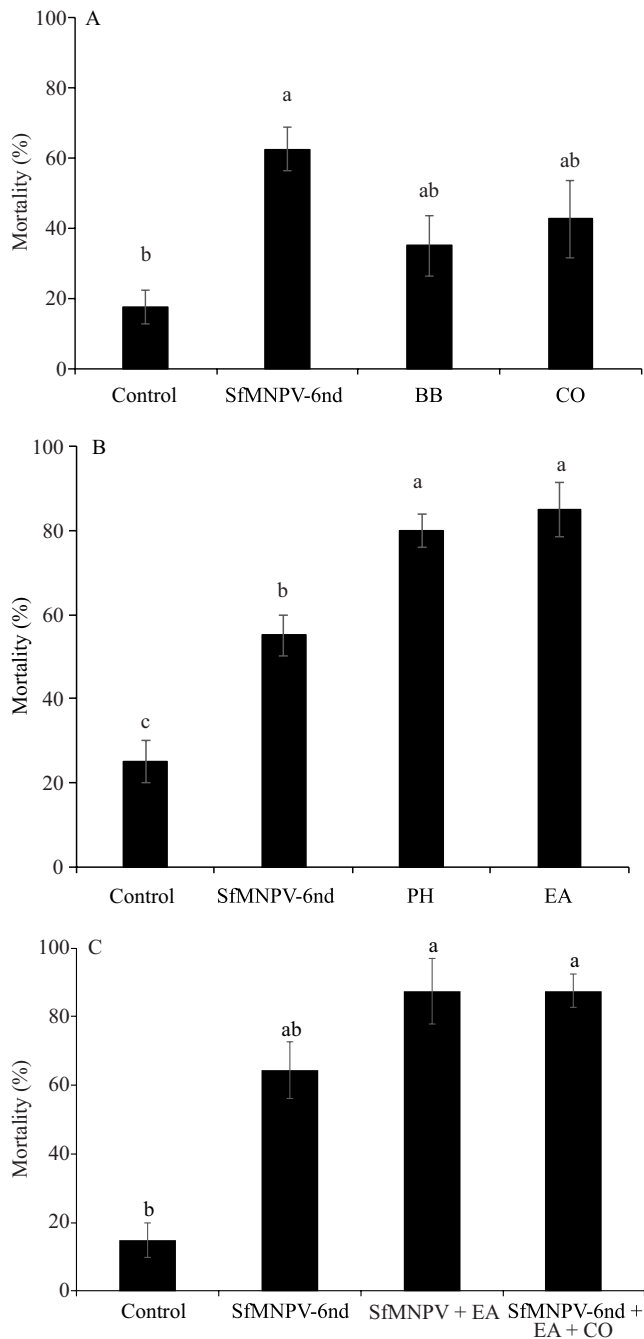 A
100
80
60
40
20
0
Mortality (%)
b
a
ab
ab
Control SfMNPV-6nd BB CO
B
100
80
60
40
20
0
Mortality (%)
c
b
a
a
Control SfMNPV-6nd PH EA
C
100
80
60
40
20
0
Mortality (%)
b
ab
a
a
Control SfMNPV-6nd SfMNPV + EA SfMNPV-6nd +
EA + CO